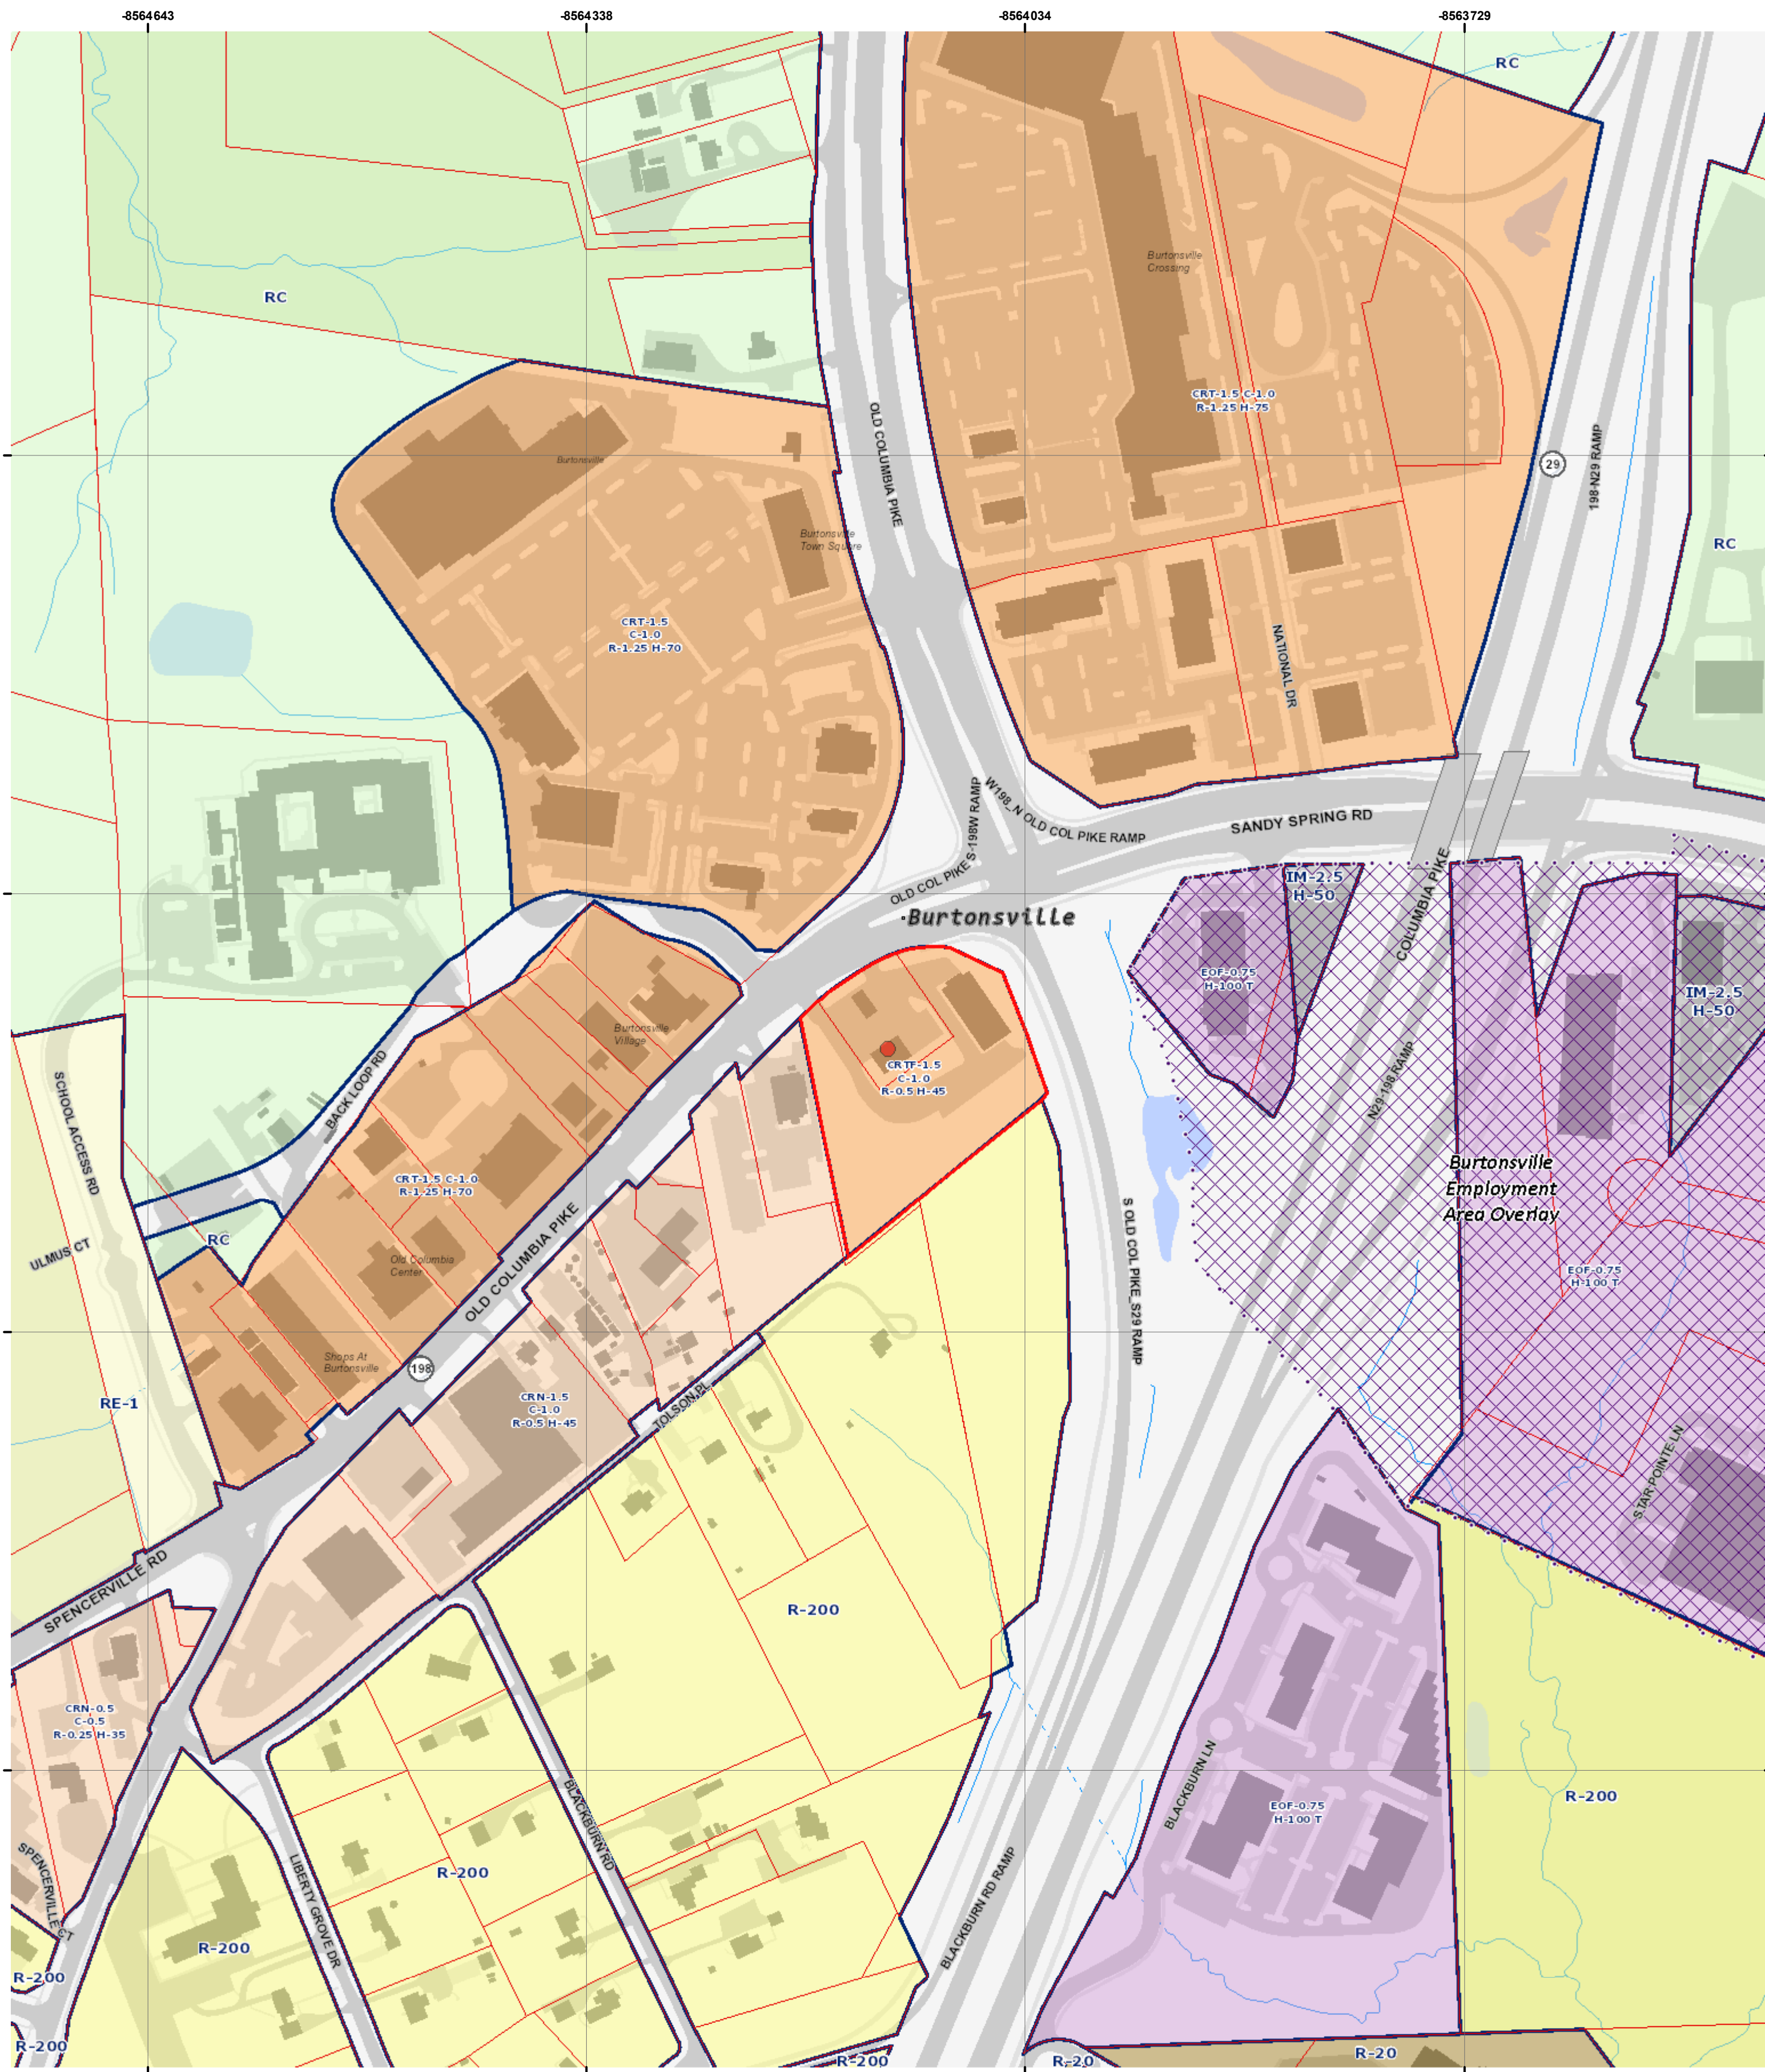 -8564643
-8564338
-8564034
-8563729
RC
RC
Burtonsville
Crossing
OLD COLUMBIA PIKE
CRT-1.5 C-1.0
R-1.25 H-75
Burtonsville
29
198-N29 RAMP
Burtonsville
Town Square
RC
CRT-1.5
C-1.0
R-1.25 H-70
NATIONAL DR
OLD COL PIKE S-198W RAMP
W198_N OLD COL PIKE RAMP
SANDY SPRING RD
Burtonsville
COLUMBIA PIKE
IM-2.5
H-50
EOF-0.75
H-100 T
IM-2.5
H-50
Burtonsville
Village
CRTF-1.5
C-1.0
R-0.5 H-45
SCHOOL ACCESS RD
BACK LOOP RD
N29-198 RAMP
CRT-1.5 C-1.0
R-1.25 H-70
Burtonsville
Employment
Area Overlay
RC
ULMUS CT
Old Columbia
Center
OLD COLUMBIA PIKE
S OLD COL PIKE_S29 RAMP
EOF-0.75
H-100 T
Shops At
Burtonsville
198
RE-1
CRN-1.5
C-1.0
R-0.5 H-45
TOLSON PL
STAR POINTE LN
SPENCERVILLE RD
R-200
CRN-0.5
C-0.5
R-0.25 H-35
BLACKBURN LN
EOF-0.75
H-100 T
R-200
BLACKBURN RD
R-200
LIBERTY GROVE DR
SPENCERVILLE CT
BLACKBURN RD RAMP
R-200
R-200
R-200
R-200
R-20
R-20